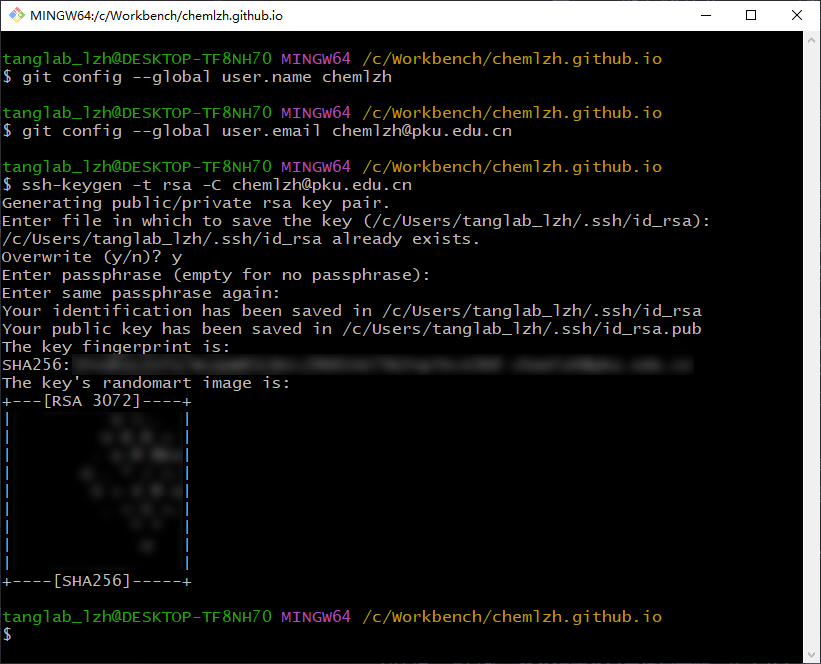 MINGW64:/c/Workbench/chemlzh.github.io
tanglab_lzh@DESKTOP-TF8NH7O MINGW64 /c/Workbench/chemlzh.github.io
$ git config --global user.name chemlzh
tanglab_lzh@DESKTOP-TF8NH7O MINGW64 /c/Workbench/chemlzh.github.io
$ git config --global user.email chemlzh@pku.edu.cn
tanglab_lzh@DESKTOP-TF8NH7O MINGW64 /c/Workbench/chemlzh.github.io
$ ssh-keygen -t rsa -C chemlzh@pku.edu.cn
Generating public/private rsa key pair.
Enter file in which to save the key (/c/Users/tanglab_lzh/.ssh/id_rsa):
/c/Users/tanglab_lzh/.ssh/id_rsa already exists.
Overwrite (y/n)? y
Enter passphrase (empty for no passphrase):
Enter same passphrase again:
Your identification has been saved in /c/Users/tanglab_lzh/.ssh/id_rsa
Your public key has been saved in /c/Users/tanglab_lzh/.ssh/id_rsa.pub
The key fingerprint is:
SHA256:
The key's randomart image is:
+---[RSA 3072]----+
| |
| |
| |
| |
| |
| |
| |
| |
| |
+----[SHA256]-----+
tanglab_lzh@DESKTOP-TF8NH7O MINGW64 /c/Workbench/chemlzh.github.io
$